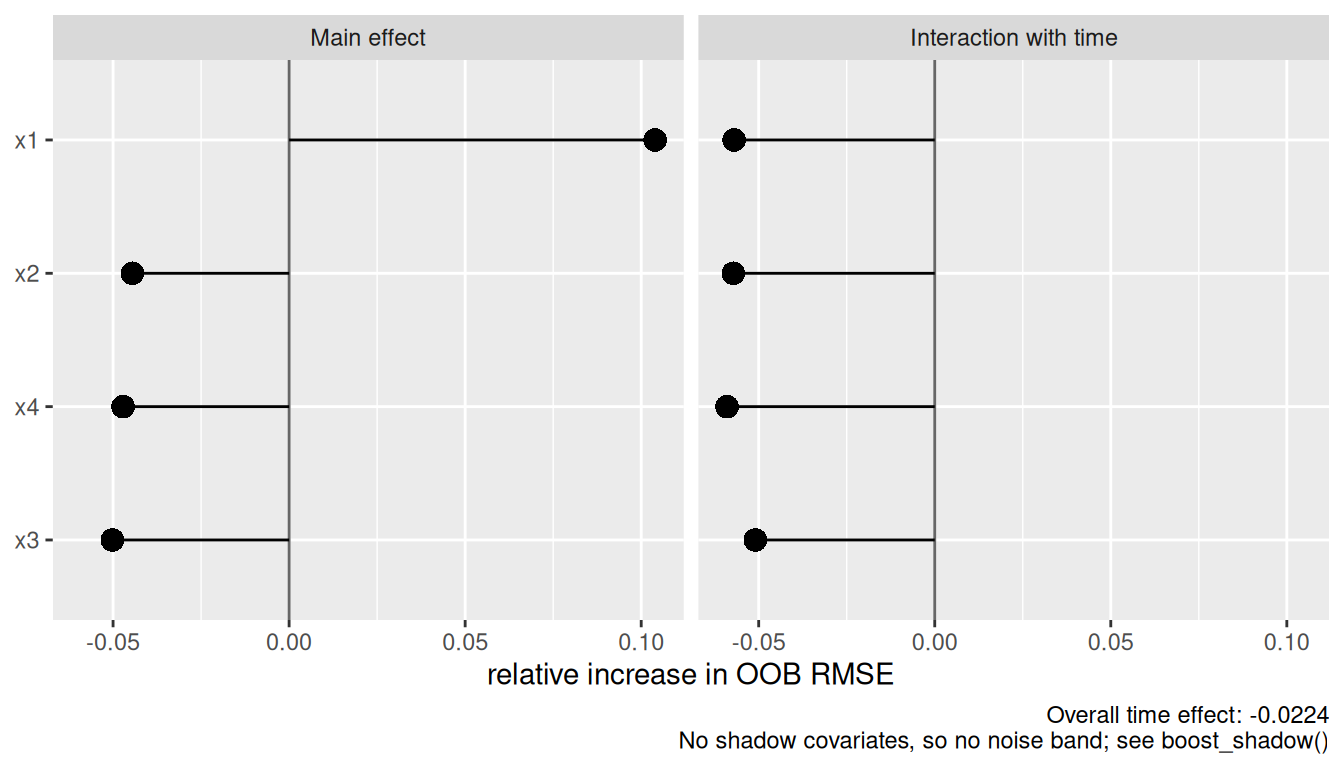 Main effect
Interaction with time
x1
x2
x4
x3
-0.05 0.00 0.05 0.10
-0.05 0.00 0.05 0.10
relative increase in OOB RMSE
Overall time effect: -0.0224
No shadow covariates, so no noise band; see boost_shadow()